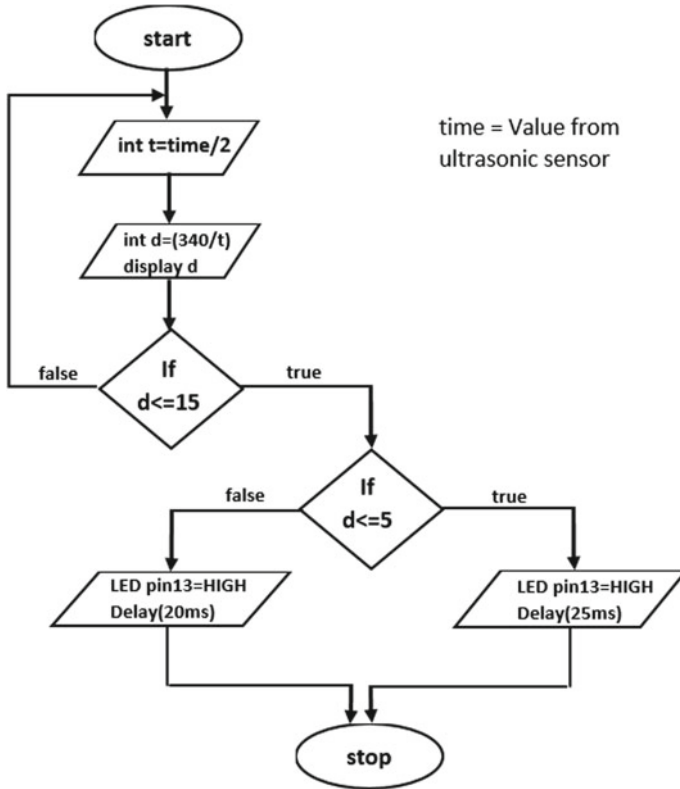 start
int t=time/2
time = Value from
ultrasonic sensor
int d=(340/t)
display d
If
d<=15
false
true
If
d<=5
false
true
LED pin13=HIGH
Delay(20ms)
LED pin13=HIGH
Delay(25ms)
stop